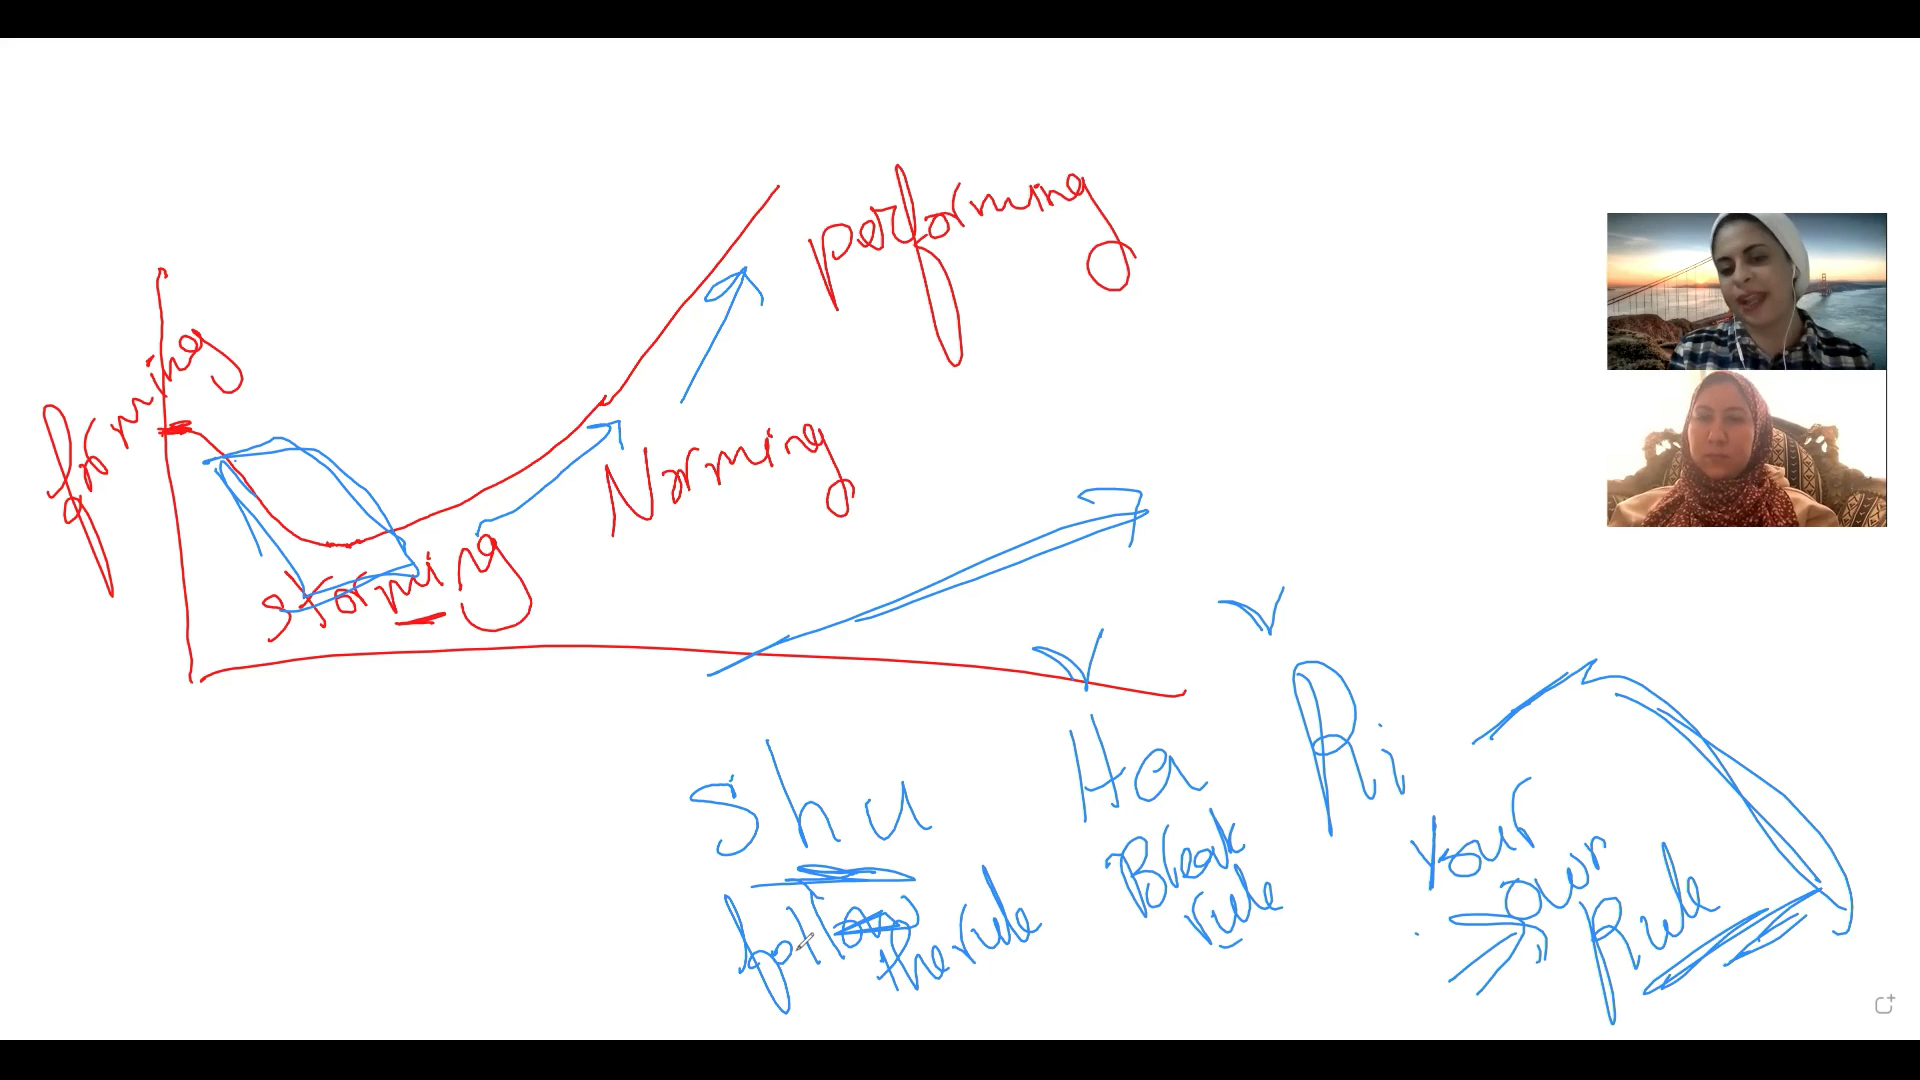 performing
forming
Norming
storming
Shu
Ha
Ri
follow
the rule
Break
rule
Your
own
Rule